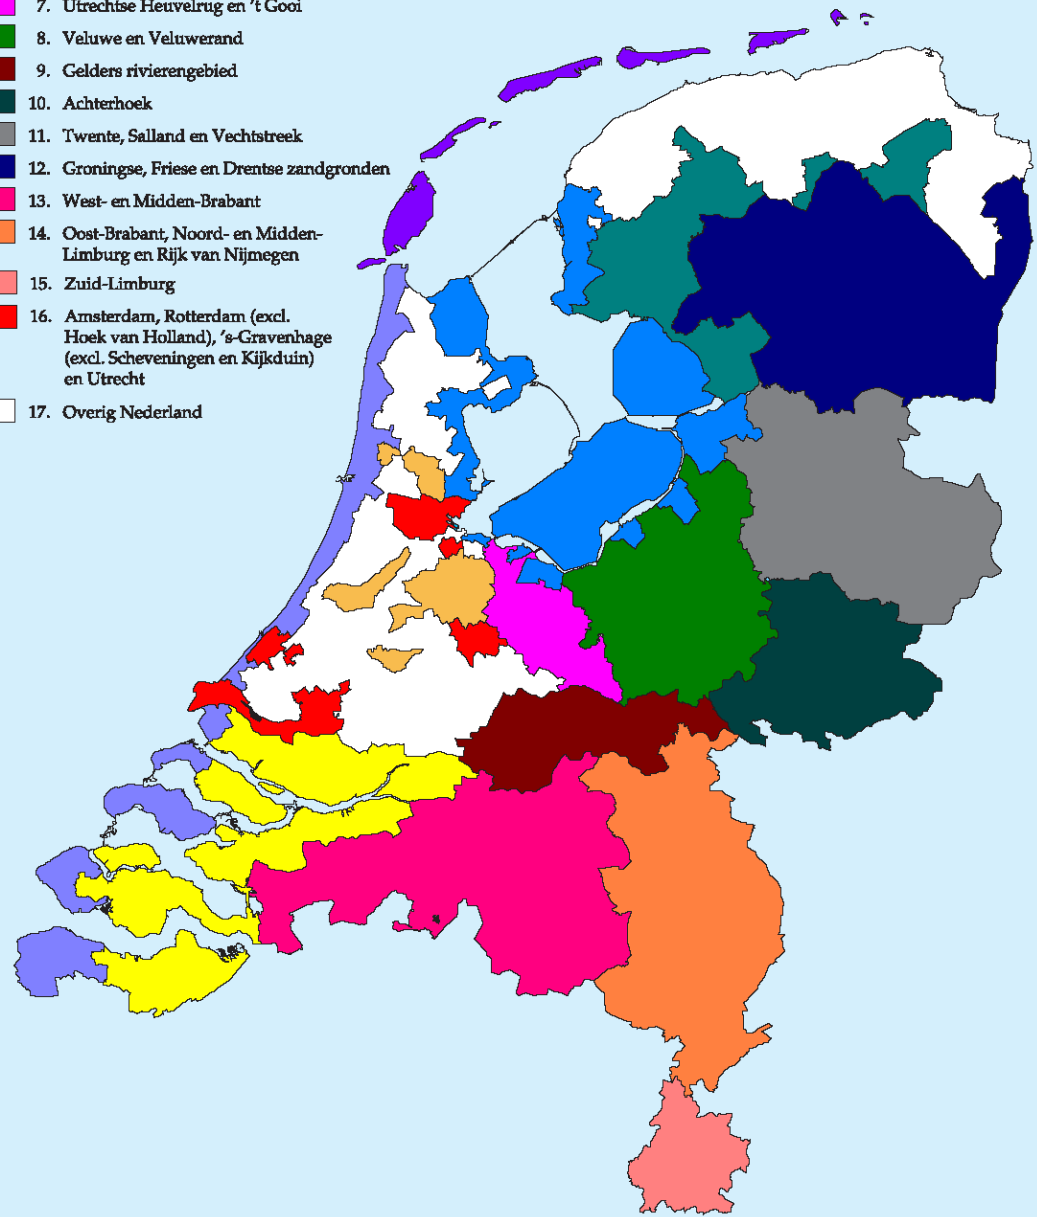 7. Utrechtse Heuvelrug en 't Gooi
8. Veluwe en Veluwerand
9. Gelders rivierengebied
10. Achterhoek
11. Twente, Salland en Vechtstreek
12. Groningse, Friese en Drentse zandgronden
13. West- en Midden-Brabant
14. Oost-Brabant, Noord- en Midden-
Limburg en Rijk van Nijmegen
15. Zuid-Limburg
16. Amsterdam, Rotterdam (excl.
Hoek van Holland), 's-Gravenhage
(excl. Scheveningen en Kijkduin)
en Utrecht
17. Overig Nederland